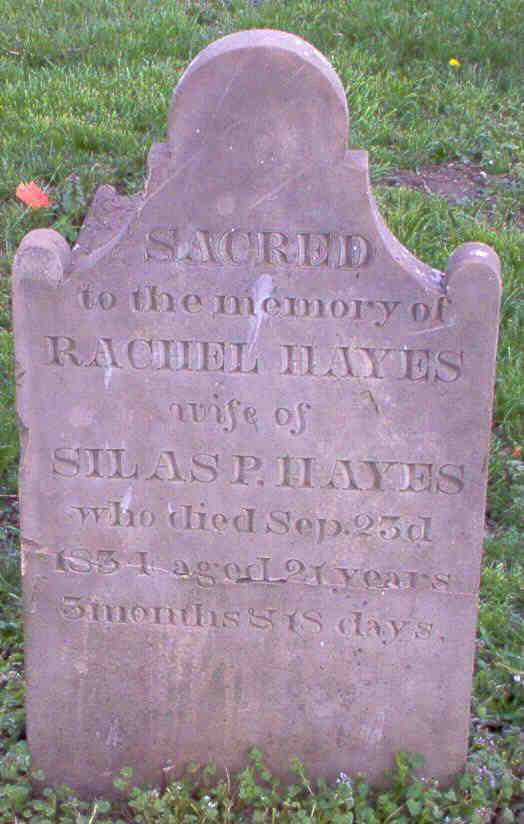 SACRED
to the memory of
RACHEL HAYES
wife of
SILAS P. HAYES
who died Sep. 23d
1834 aged 21 years
3 months & 18 days.